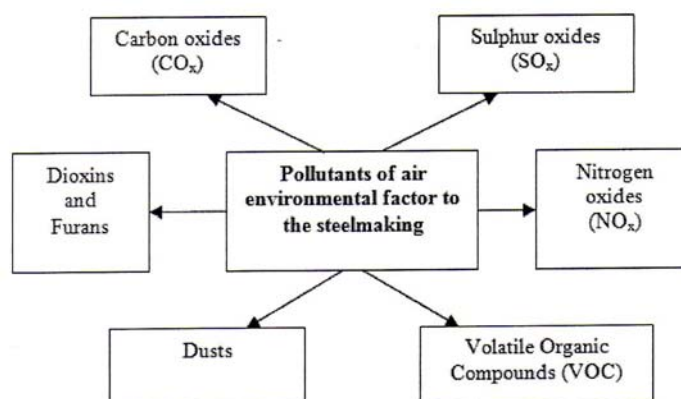 Carbon oxides
(COₓ)
Sulphur oxides
(SOₓ)
Dioxins
and
Furans
Pollutants of air
environmental factor to
the steelmaking
Nitrogen
oxides
(NOₓ)
Dusts
Volatile Organic
Compounds (VOC)